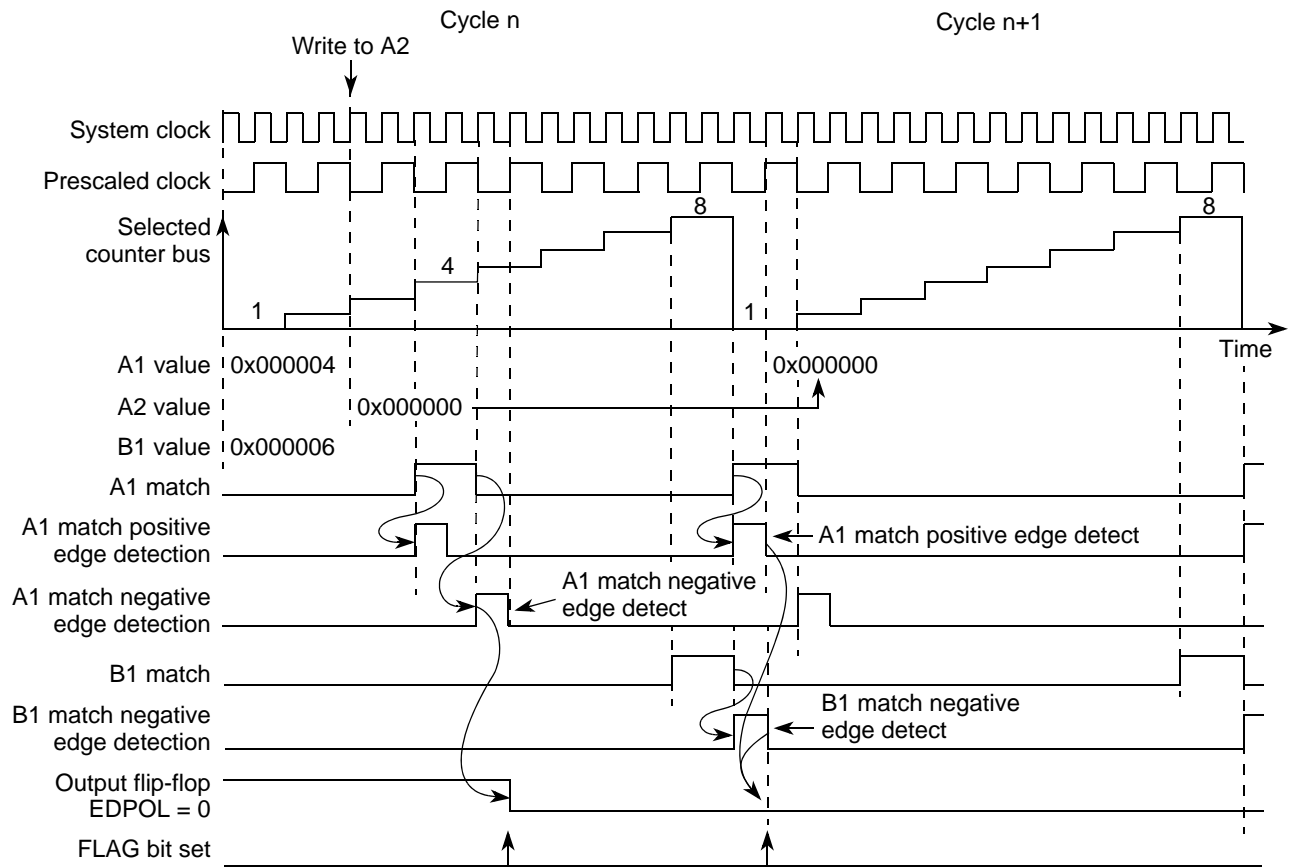 Cycle n
Cycle n+1
Write to A2
System clock
Prescaled clock
8
8
Selected
counter bus
4
1
1
Time
A1 value
0x000004
0x000000
A2 value
0x000000
B1 value
0x000006
A1 match
A1 match positive
edge detection
A1 match positive edge detect
A1 match negative
edge detection
A1 match negative
edge detect
B1 match
B1 match negative
edge detection
B1 match negative
edge detect
Output flip-flop
EDPOL = 0
FLAG bit set